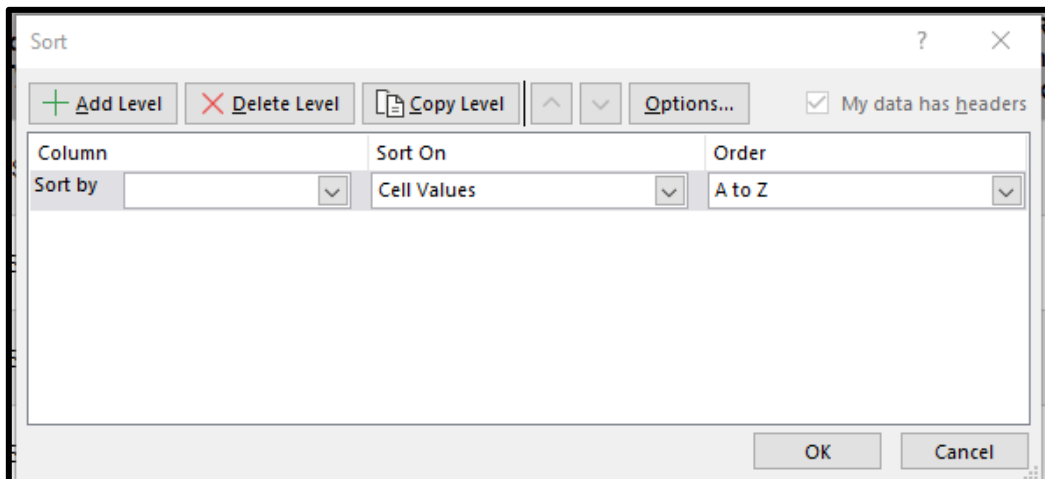 Sort ?
Add Level Delete Level Copy Level Options... My data has headers
Column Sort On Order
Sort by Cell Values A to Z
OK Cancel